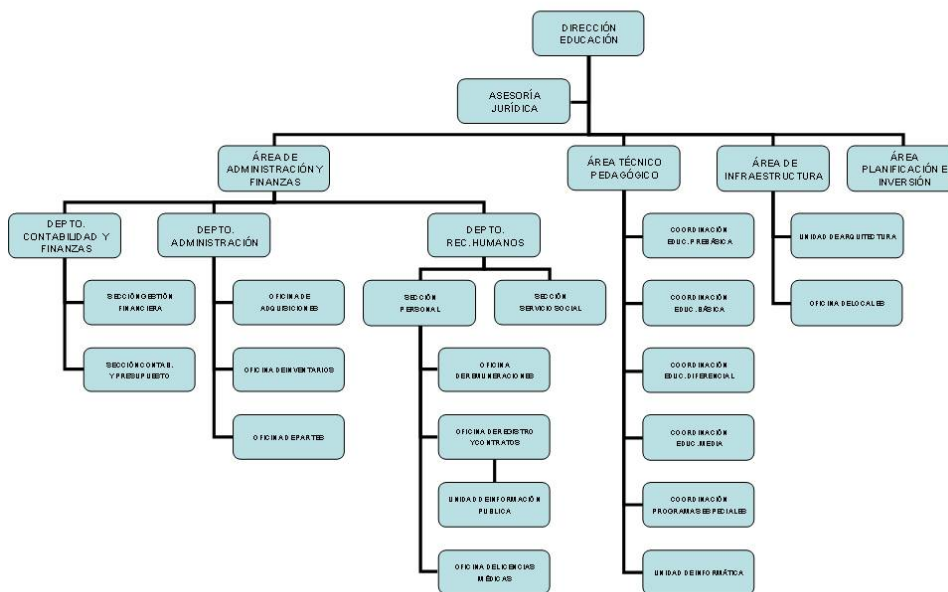 DIRECCIÓN
EDUCACIÓN
ASESORÍA
JURÍDICA
ÁREA DE
ADMINISTRACIÓN Y
FINANZAS
ÁREA TÉCNICO
PEDAGÓGICO
ÁREA DE
INFRAESTRUCTURA
ÁREA
PLANIFICACIÓN E
INVERSIÓN
DEPTO.
CONTABILIDAD Y
FINANZAS
DEPTO.
ADMINISTRACIÓN
DEPTO.
REC. HUMANOS
COORDINACIÓN
EDUC. PREBÁSICA
UNIDAD DE ARQUITECTURA
SECCIÓN GESTIÓN
FINANCIERA
OFICINA DE
ADQUISICIONES
SECCIÓN
PERSONAL
SECCIÓN
SERVICIO SOCIAL
COORDINACIÓN
EDUC. BÁSICA
OFICINA DE LOCALES
SECCIÓN CONTAB.
Y PRESUPUESTO
OFICINA DE INVENTARIOS
OFICINA
DE REMUNERACIONES
COORDINACIÓN
EDUC. DIFERENCIAL
OFICINA DE PARTES
OFICINA DE REGISTRO
Y CONTRATOS
COORDINACIÓN
EDUC. MEDIA
UNIDAD DE INFORMACIÓN
PUBLICA
COORDINACIÓN
PROGRAMAS ESPECIALES
OFICINA DE LICENCIAS
MÉDICAS
UNIDAD DE INFORMÁTICA